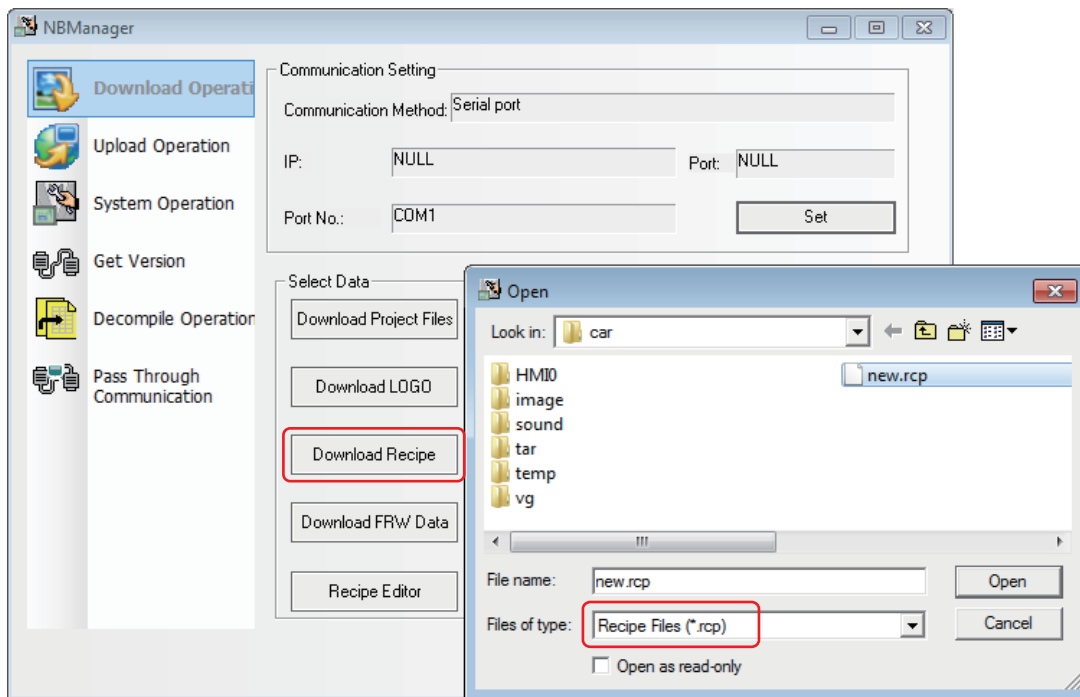 NBManager
Download Operati
Upload Operation
System Operation
Get Version
Decompile Operation
Pass Through
Communication
Communication Setting
Communication Method: Serial port
IP: NULL Port: NULL
Port No.: COM1 Set
Select Data
Download Project Files
Download LOGO
Download Recipe
Download FRW Data
Recipe Editor
Open
Look in: car
HMI0
image
sound
tar
temp
vg
new.rcp
File name: new.rcp Open
Files of type: Recipe Files (*.rcp) Cancel
Open as read-only